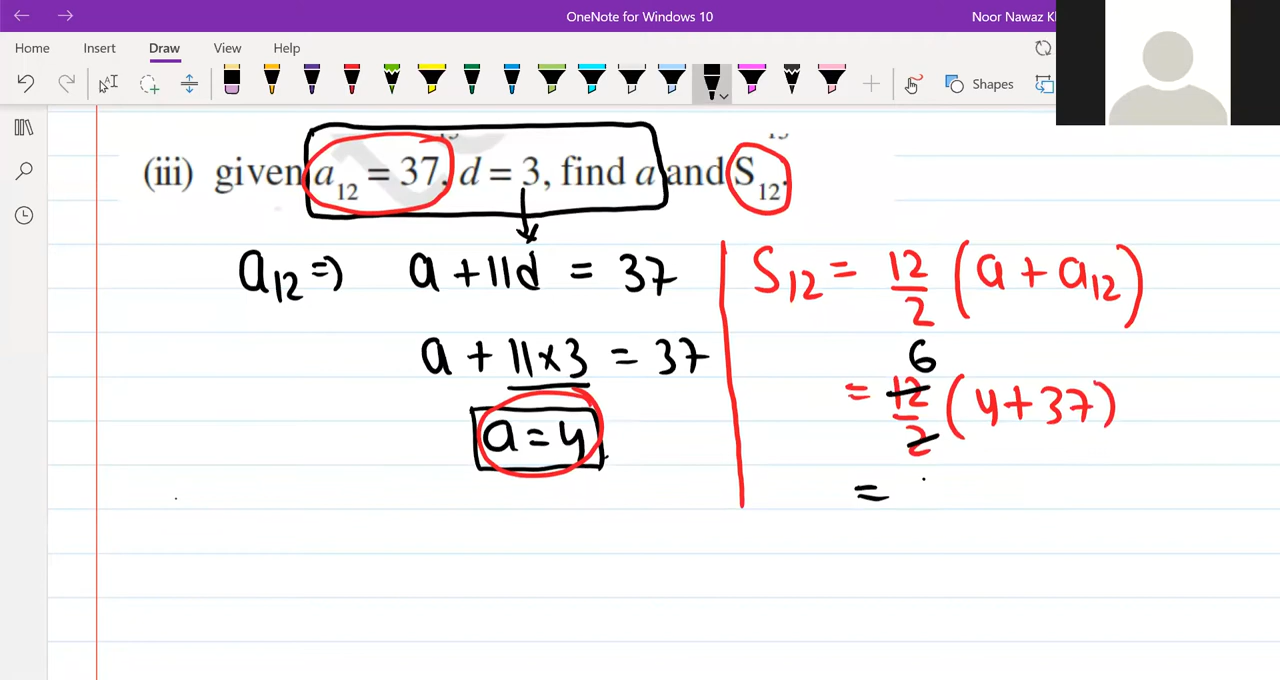 OneNote for Windows 10
Noor Nawaz
Home Insert Draw View Help
Shapes
(iii) given a₁₂ = 37, d = 3, find a and S₁₂.
a₁₂ ⇒ a + 11d = 37
a + 11 × 3 = 37
a = 4
S₁₂ = 12/2 (a + a₁₂)
6
= 12/2 (4 + 37)
=